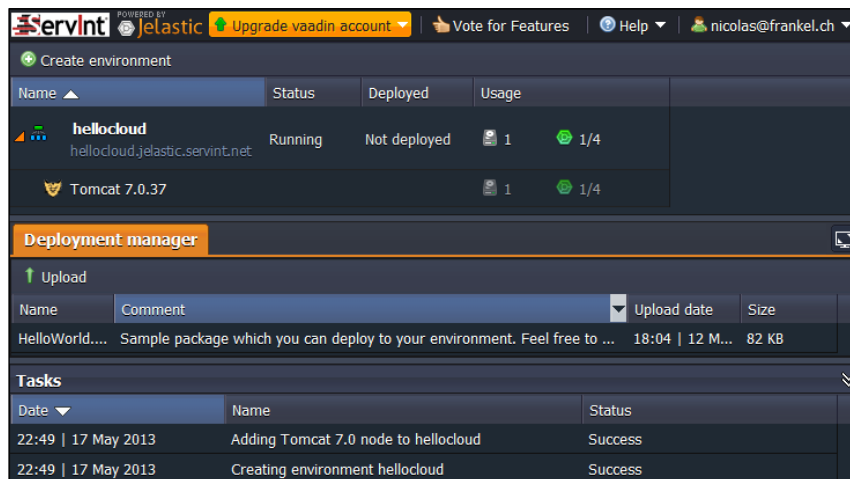 ServInt POWERED BY Jelastic Upgrade vaadin account Vote for Features Help nicolas@frankel.ch
Create environment
Name Status Deployed Usage
hellocloud
hellocloud.jelastic.servint.net Running Not deployed 1 1/4
Tomcat 7.0.37 1 1/4
Deployment manager
Upload
Name Comment Upload date Size
HelloWorld.... Sample package which you can deploy to your environment. Feel free to ... 18:04 | 12 M... 82 KB
Tasks
Date Name Status
22:49 | 17 May 2013 Adding Tomcat 7.0 node to hellocloud Success
22:49 | 17 May 2013 Creating environment hellocloud Success